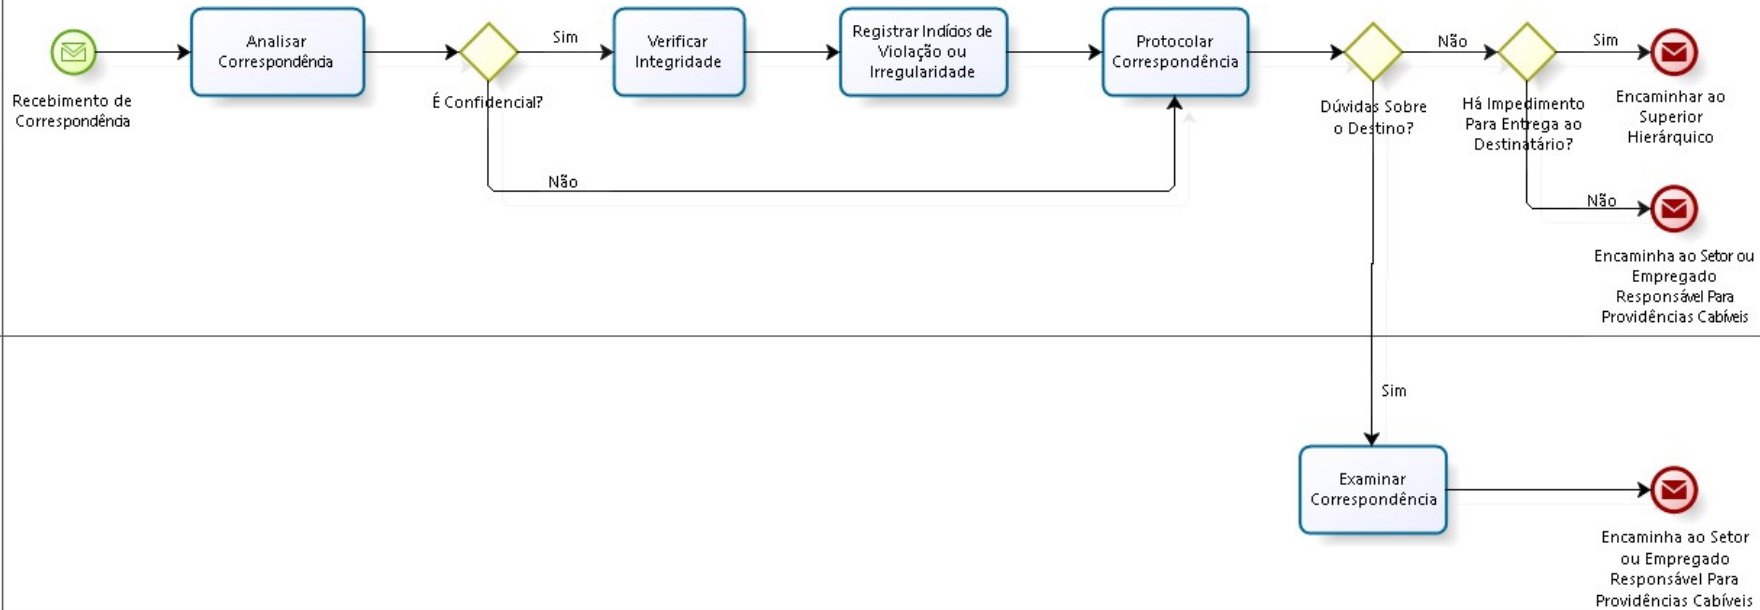 Recebimento de
Correspondência
Analisar
Correspondência
É Confidencial?
Sim
Não
Verificar
Integridade
Registrar Indícios de
Violação ou
Irregularidade
Protocolar
Correspondência
Dúvidas Sobre
o Destino?
Não
Há Impedimento
Para Entrega ao
Destinatário?
Sim
Encaminhar ao
Superior
Hierárquico
Não
Encaminha ao Setor ou
Empregado
Responsável Para
Providências Cabíveis
Sim
Examinar
Correspondência
Encaminha ao Setor
ou Empregado
Responsável Para
Providências Cabíveis